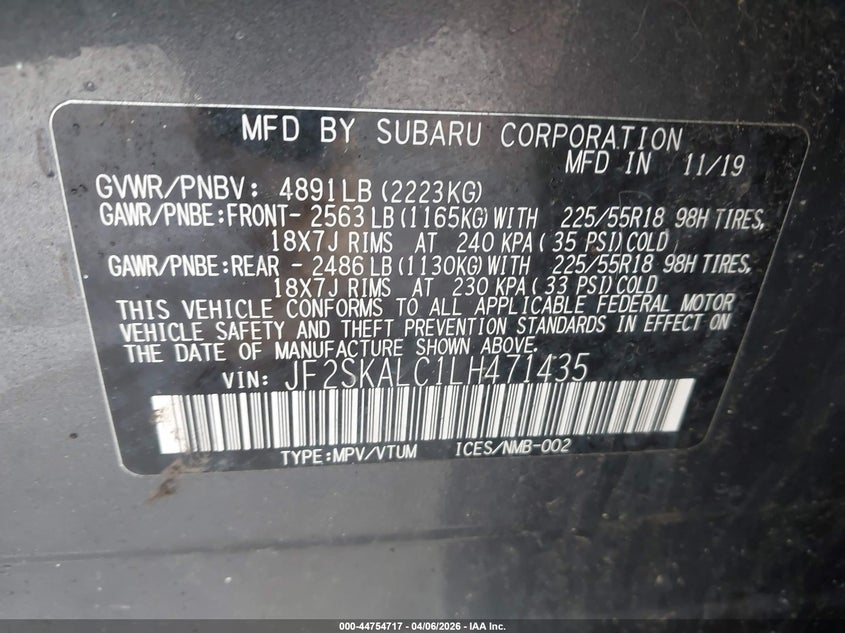 MFD BY SUBARU CORPORATION
MFD IN 11/19
GVWR/PNBV: 4891LB (2223KG)
GAWR/PNBE:FRONT- 2563 LB (1165KG) WITH 225/55R18 98H TIRES,
18X7J RIMS AT 240 KPA ( 35 PSI) COLD
GAWR/PNBE:REAR - 2486 LB (1130KG) WITH 225/55R18 98H TIRES,
18X7J RIMS AT 230 KPA ( 33 PSI) COLD
THIS VEHICLE CONFORMS TO ALL APPLICABLE FEDERAL MOTOR
VEHICLE SAFETY AND THEFT PREVENTION STANDARDS IN EFFECT ON
THE DATE OF MANUFACTURE SHOWN ABOVE.
VIN: JF2SKALC1LH471435
TYPE:MPV/VTUM ICES/NMB-002
000-44754717 - 04/06/2026 - IAA Inc.